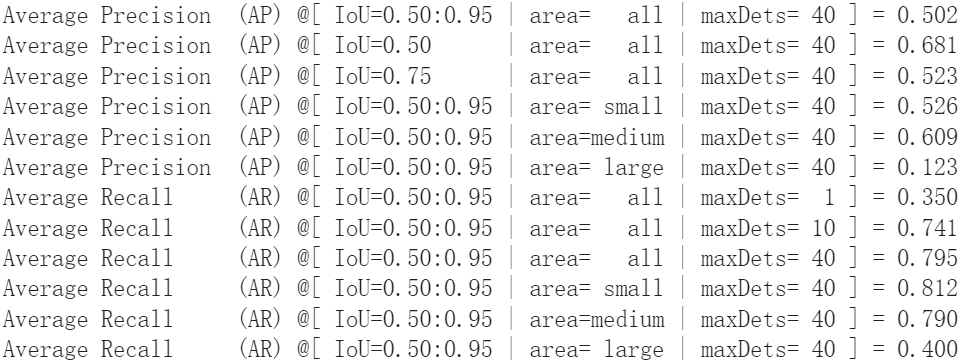 Average Precision  (AP) @[ IoU=0.50:0.95 | area=   all | maxDets= 40 ] = 0.502
Average Precision  (AP) @[ IoU=0.50      | area=   all | maxDets= 40 ] = 0.681
Average Precision  (AP) @[ IoU=0.75      | area=   all | maxDets= 40 ] = 0.523
Average Precision  (AP) @[ IoU=0.50:0.95 | area= small | maxDets= 40 ] = 0.526
Average Precision  (AP) @[ IoU=0.50:0.95 | area=medium | maxDets= 40 ] = 0.609
Average Precision  (AP) @[ IoU=0.50:0.95 | area= large | maxDets= 40 ] = 0.123
Average Recall     (AR) @[ IoU=0.50:0.95 | area=   all | maxDets=  1 ] = 0.350
Average Recall     (AR) @[ IoU=0.50:0.95 | area=   all | maxDets= 10 ] = 0.741
Average Recall     (AR) @[ IoU=0.50:0.95 | area=   all | maxDets= 40 ] = 0.795
Average Recall     (AR) @[ IoU=0.50:0.95 | area= small | maxDets= 40 ] = 0.812
Average Recall     (AR) @[ IoU=0.50:0.95 | area=medium | maxDets= 40 ] = 0.790
Average Recall     (AR) @[ IoU=0.50:0.95 | area= large | maxDets= 40 ] = 0.400